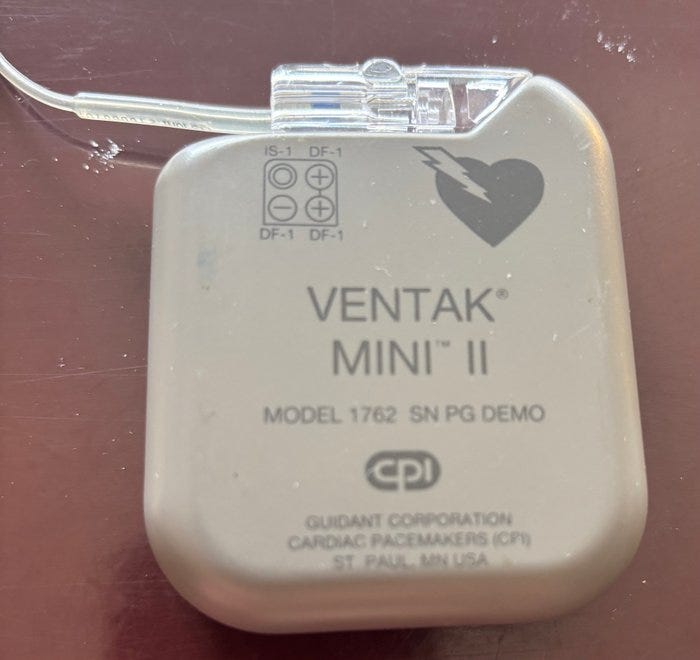 IS-1 DF-1
DF-1 DF-1
VENTAK®
MINI™ II
MODEL 1762 SN PG DEMO
CPI
GUIDANT CORPORATION
CARDIAC PACEMAKERS (CPI)
ST. PAUL, MN USA